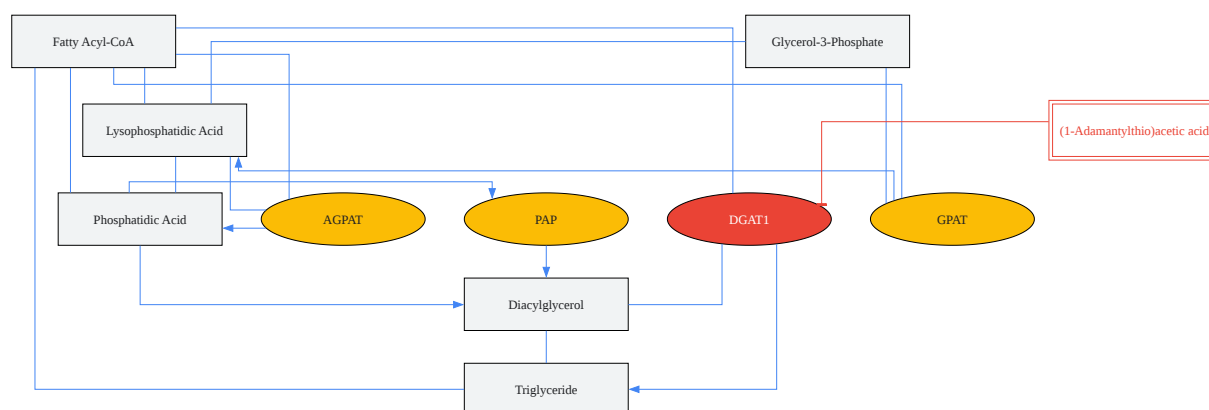 Fatty Acyl-CoA
Glycerol-3-Phosphate
Lysophosphatidic Acid
(1-Adamantylthio)acetic acid
Phosphatidic Acid
AGPAT
PAP
DGAT1
GPAT
Diacylglycerol
Triglyceride